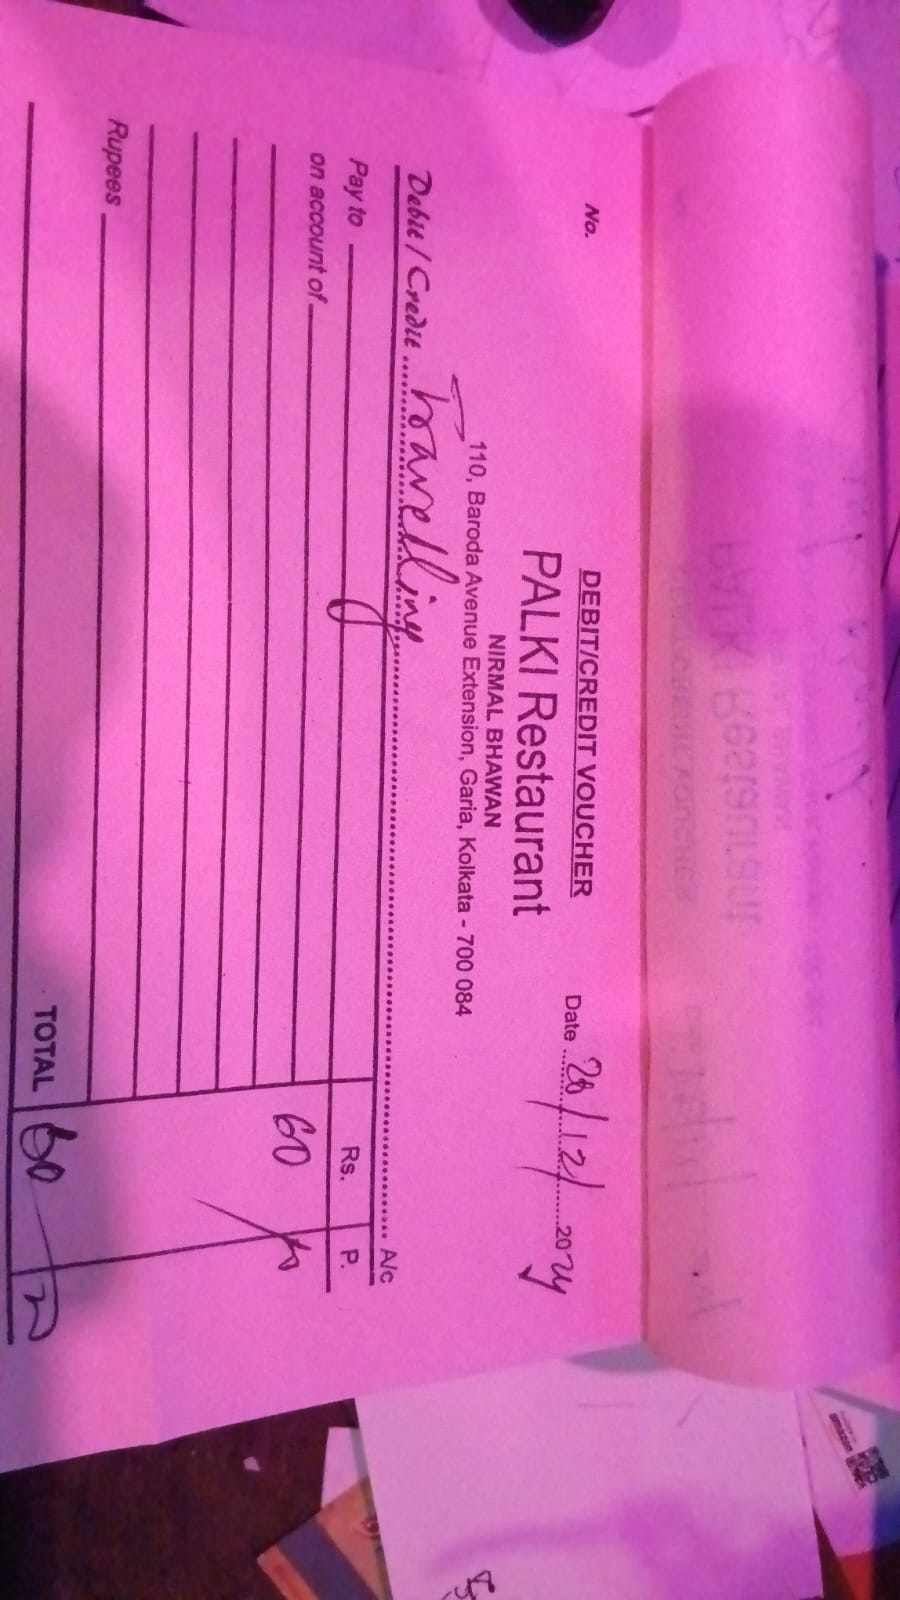 DEBIT/CREDIT VOUCHER
No.
Date 28/12/2024
PALKI Restaurant
NIRMAL BHAWAN
110, Baroda Avenue Extension, Garia, Kolkata - 700 084
Debit / Credit Travelling A/c
Pay to
Rs. P.
on account of
60
Rupees
TOTAL 60
amazon